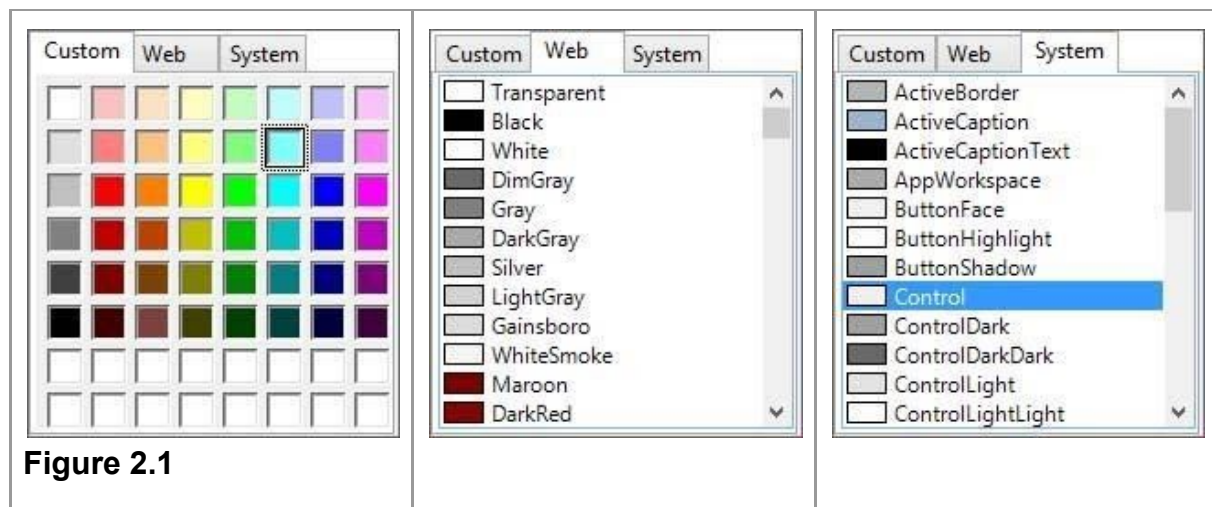 Custom Web System
Figure 2.1
Custom Web System
Transparent
Black
White
DimGray
Gray
DarkGray
Silver
LightGray
Gainsboro
WhiteSmoke
Maroon
DarkRed
Custom Web System
ActiveBorder
ActiveCaption
ActiveCaptionText
AppWorkspace
ButtonFace
ButtonHighlight
ButtonShadow
Control
ControlDark
ControlDarkDark
ControlLight
ControlLightLight